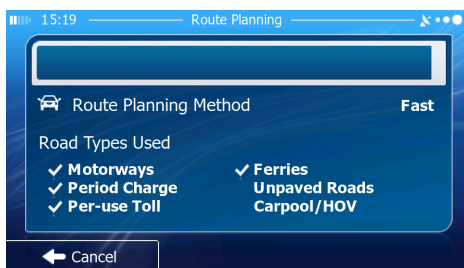 15:19 Route Planning
Route Planning Method Fast
Road Types Used
Motorways Ferries
Period Charge Unpaved Roads
Per-use Toll Carpool/HOV
Cancel